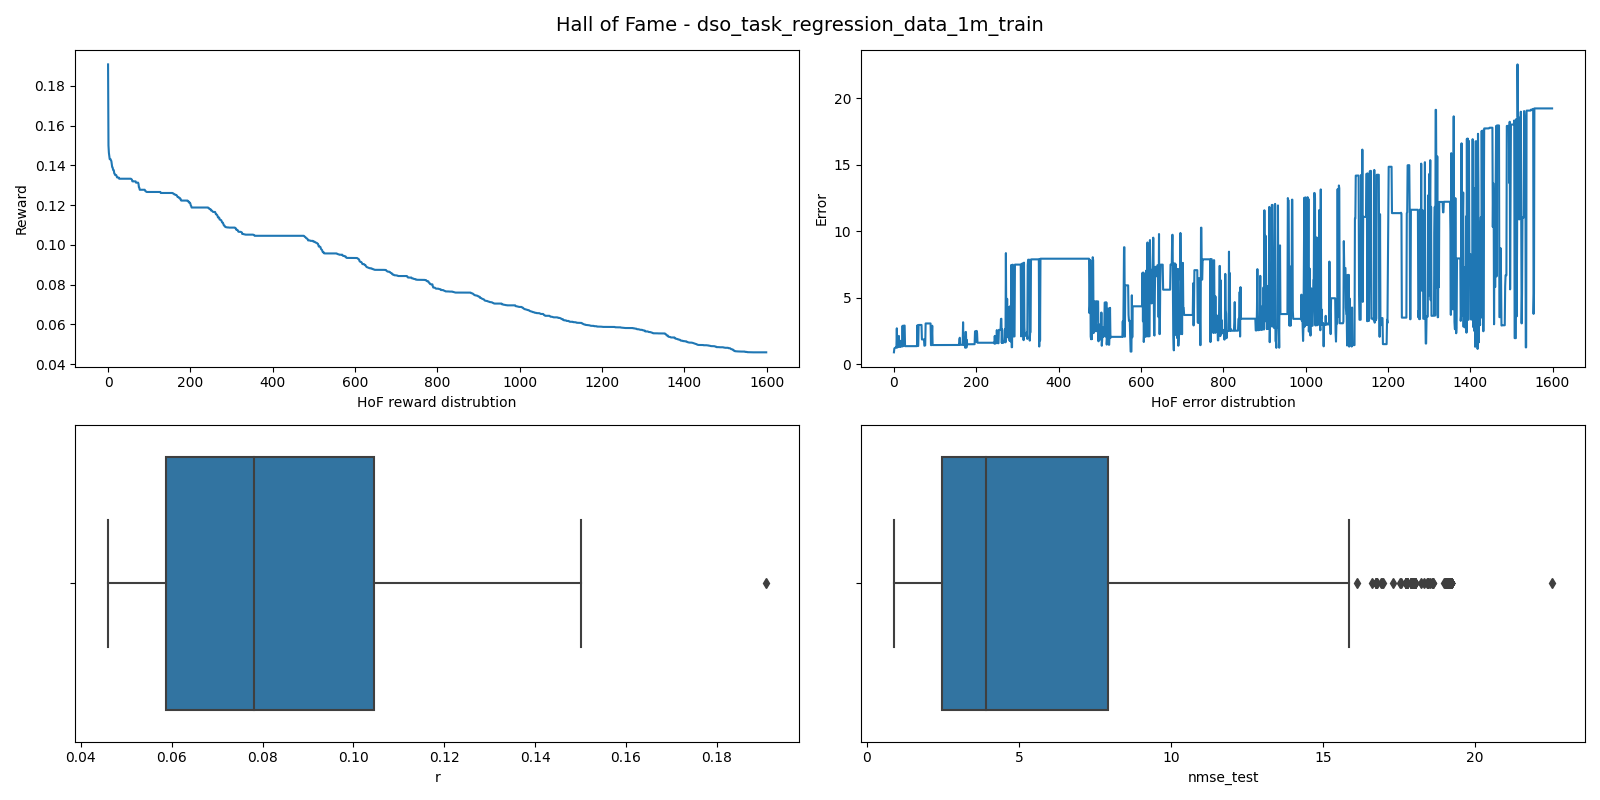 Hall of Fame - dso_task_regression_data_1m_train
Reward
0.18
0.16
0.14
0.12
0.10
0.08
0.06
0.04
0 200 400 600 800 1000 1200 1400 1600
HoF reward distrubtion
Error
20
15
10
5
0
0 200 400 600 800 1000 1200 1400 1600
HoF error distrubtion
0.04 0.06 0.08 0.10 0.12 0.14 0.16 0.18
r
0 5 10 15 20
nmse_test